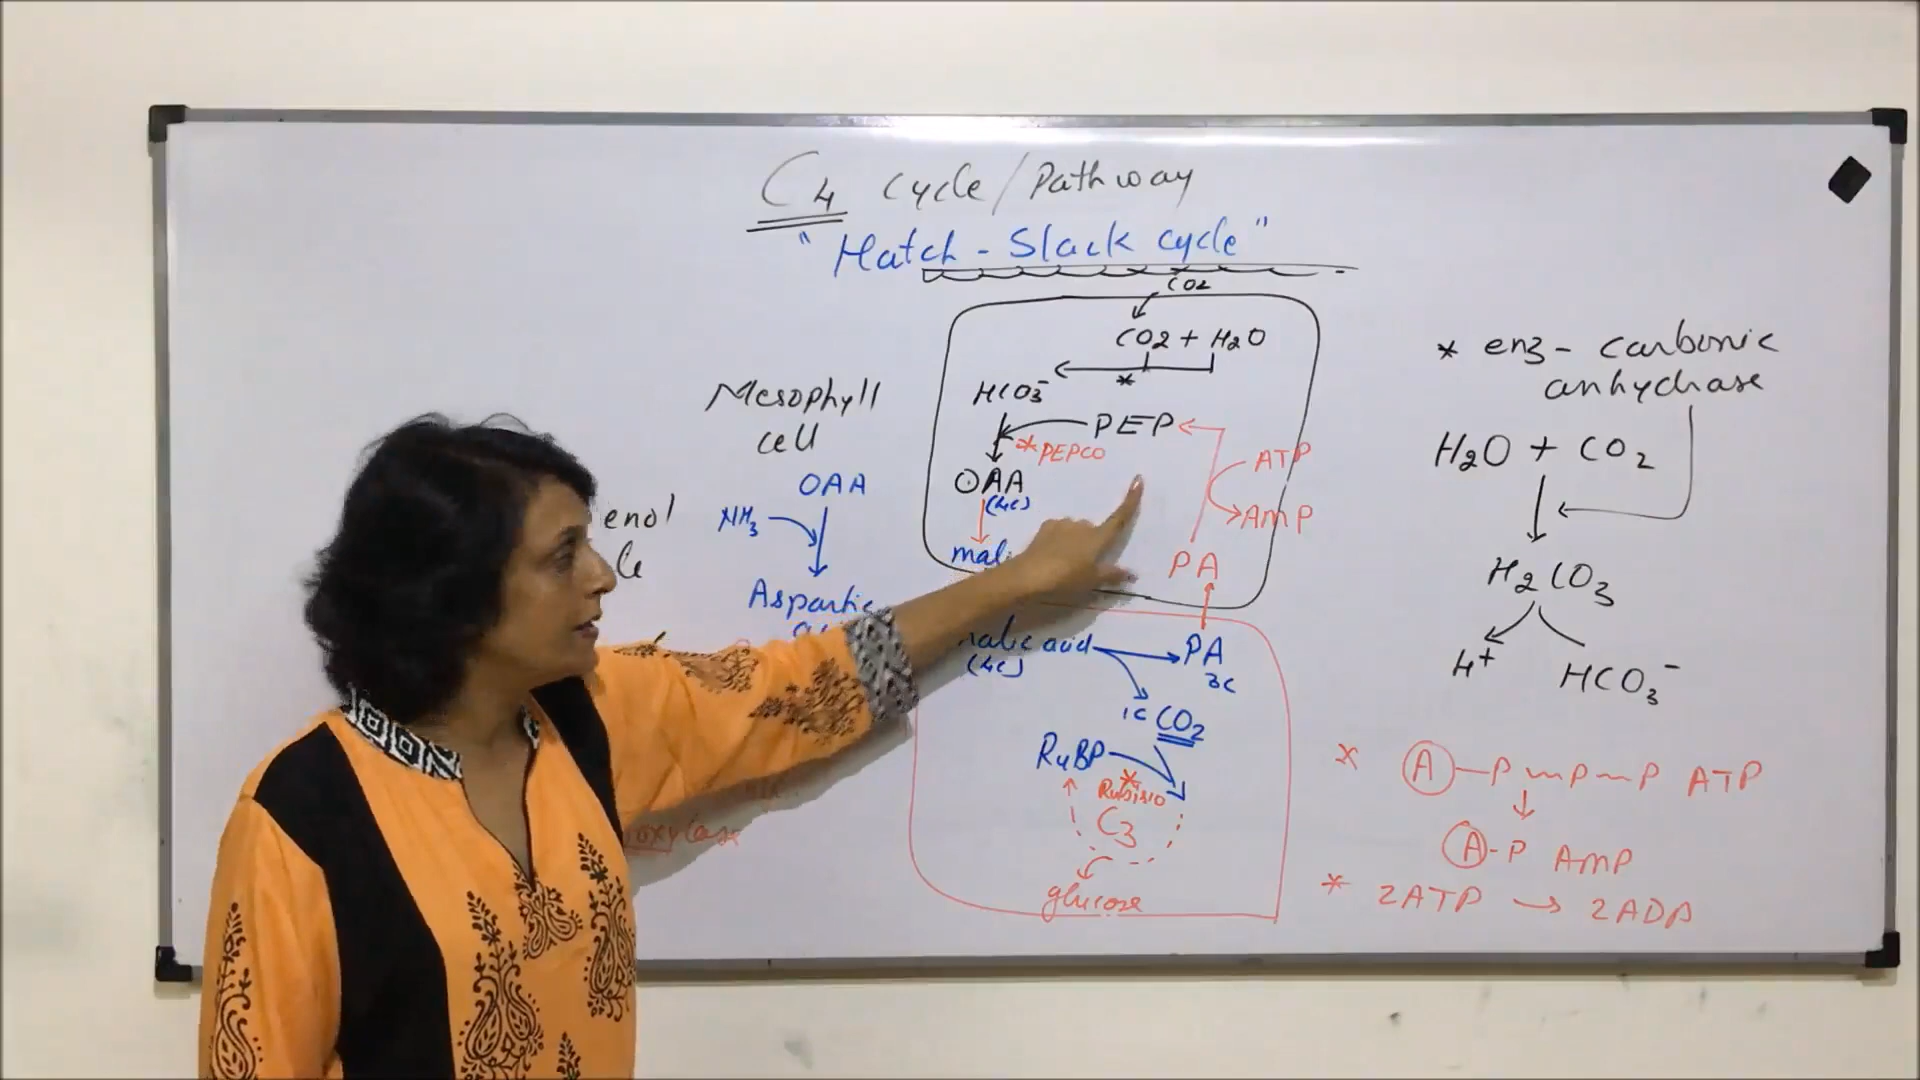 C4 cycle / Pathway
"Hatch - Slack cycle"
CO2
CO2 + H2O
*
HCO3-
PEP
* PEPCO
OAA
(4C)
ATP
AMP
PA
Mesophyll
cell
OAA
NH3
Aspartic
enol
malic acid
(4C)
PA
3C
1C CO2
RuBP
*
C3
glucose
* enz - carbonic
anhydrase
H2O + CO2
H2CO3
H+
HCO3-
* A-P~P~P ATP
A-P AMP
* 2ATP → 2ADP